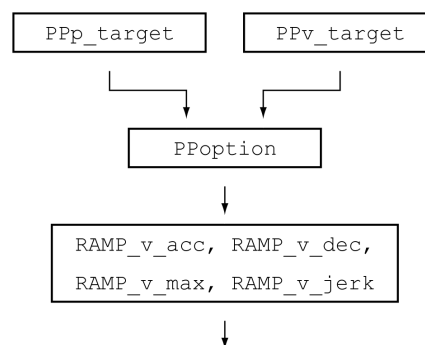 PPp_target
PPv_target
PPoption
RAMP_v_acc, RAMP_v_dec,
RAMP_v_max, RAMP_v_jerk